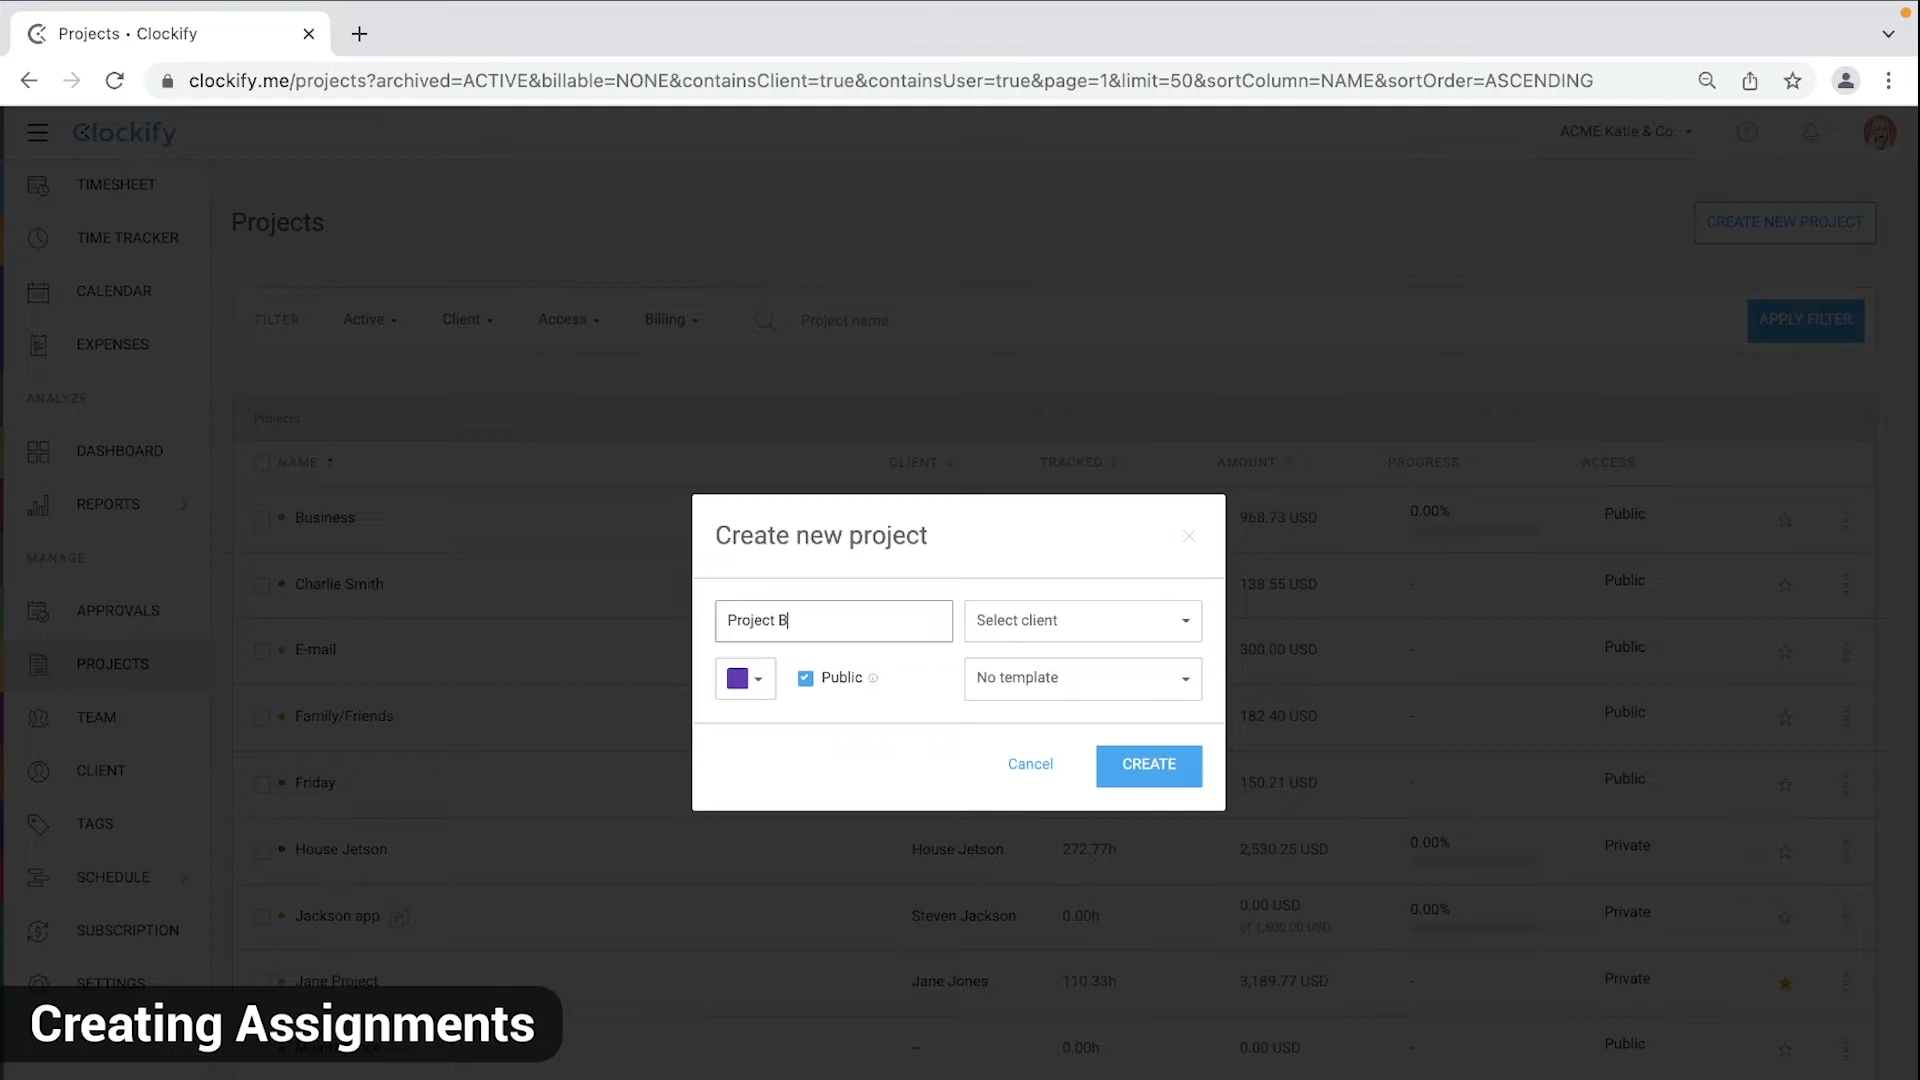 Projects • Clockify
clockify.me/projects?archived=ACTIVE&billable=NONE&containsClient=true&containsUser=true&page=1&limit=50&sortColumn=NAME&sortOrder=ASCENDING
Clockify
ACME Katie & Co.
TIMESHEET
TIME TRACKER
CALENDAR
EXPENSES
ANALYZE
DASHBOARD
REPORTS
MANAGE
APPROVALS
PROJECTS
TEAM
CLIENT
TAGS
SCHEDULE
SUBSCRIPTION
SETTINGS
Projects
CREATE NEW PROJECT
FILTER Active Client Access Billing Project name APPLY FILTER
Projects
NAME CLIENT TRACKED AMOUNT PROGRESS ACCESS
Business 968.73 USD 0.00% Public
Charlie Smith 138.55 USD - Public
E-mail 300.00 USD - Public
Family/Friends 182.40 USD - Public
Friday 150.21 USD - Public
House Jetson House Jetson 272.77h 2,530.25 USD 0.00% Private
Jackson app Steven Jackson 0.00h 0.00 USD 0.00% Private
of 1,500.00 USD
Jane Project Jane Jones 110.33h 3,189.77 USD - Private
- 0.00h 0.00 USD - Public
Create new project
Project B
Select client
Public
No template
Cancel
CREATE
Creating Assignments